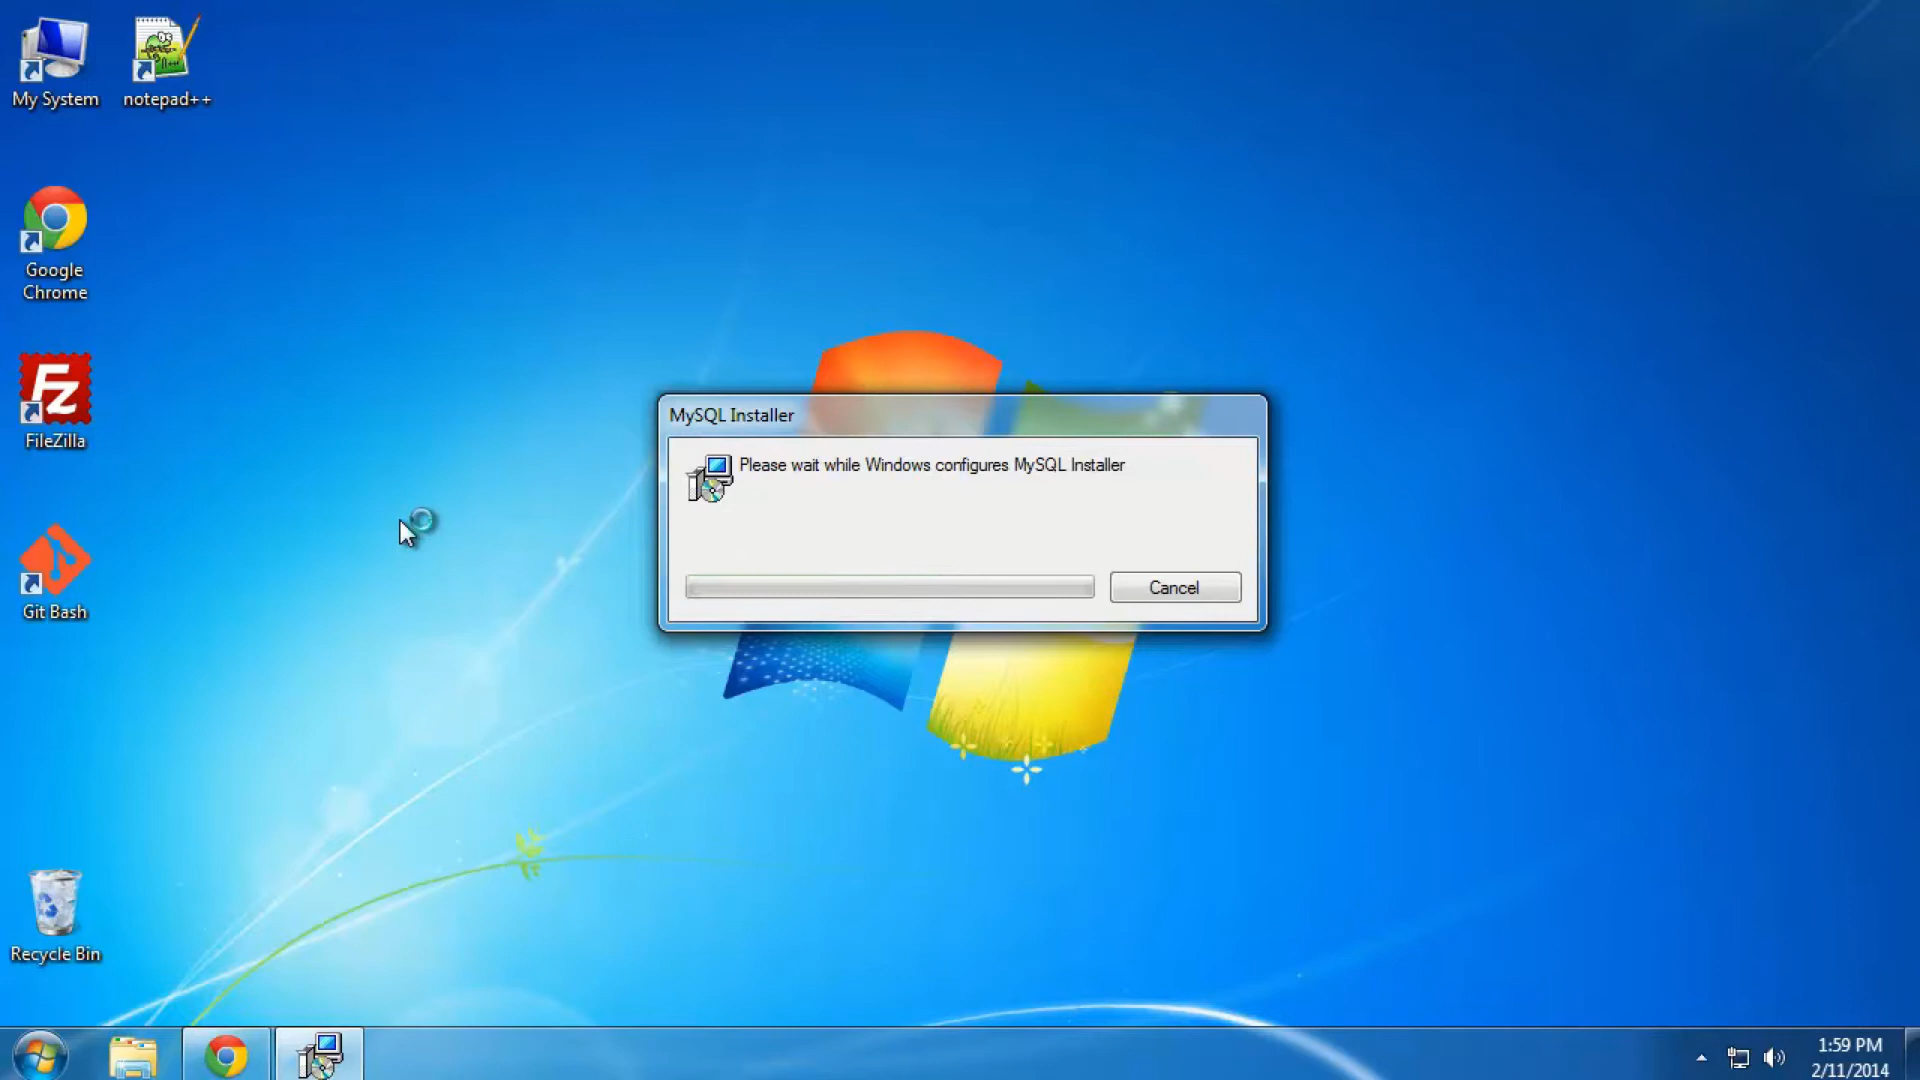 My System
notepad++
Google
Chrome
FileZilla
Git Bash
Recycle Bin
MySQL Installer
Please wait while Windows configures MySQL Installer
Cancel
1:59 PM
2/11/2014